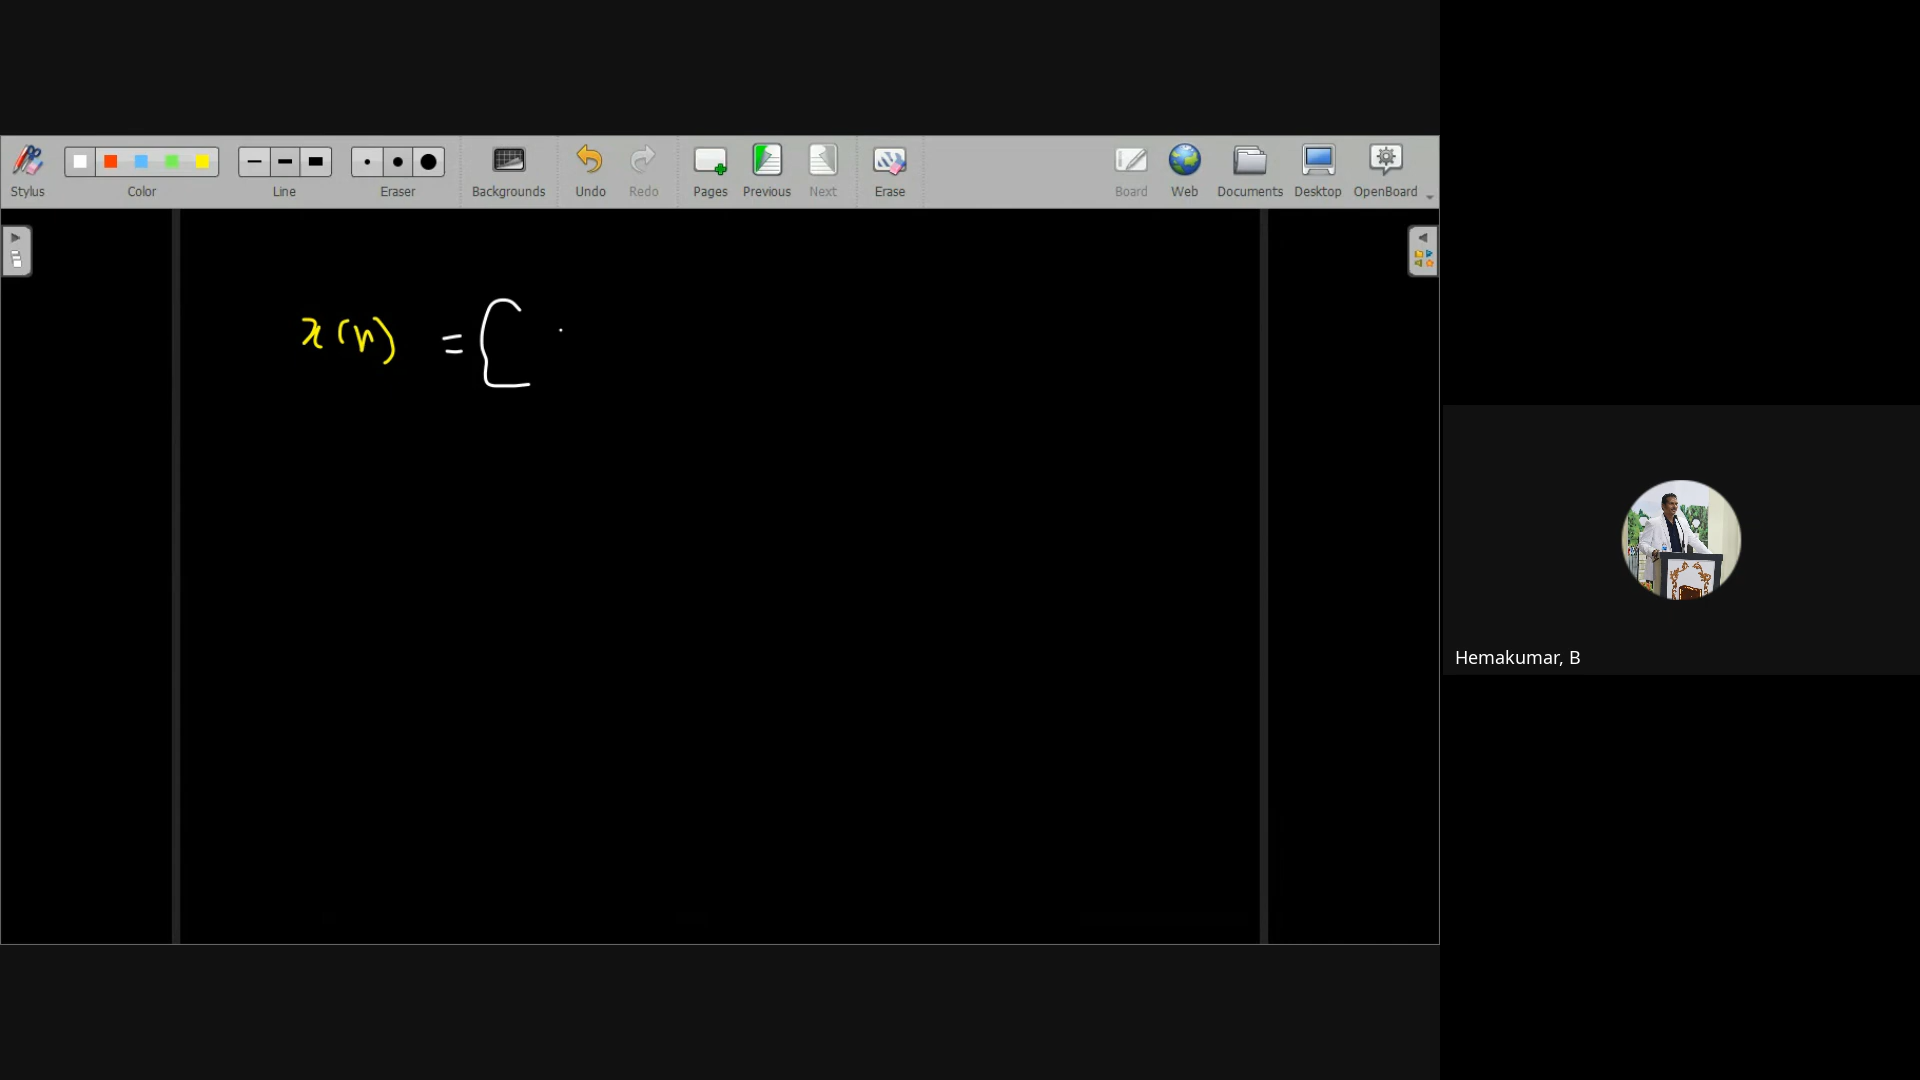 Stylus Color Line Eraser Backgrounds Undo Redo Pages Previous Next Erase Board Web Documents Desktop OpenBoard
x(n) = {
Hemakumar, B